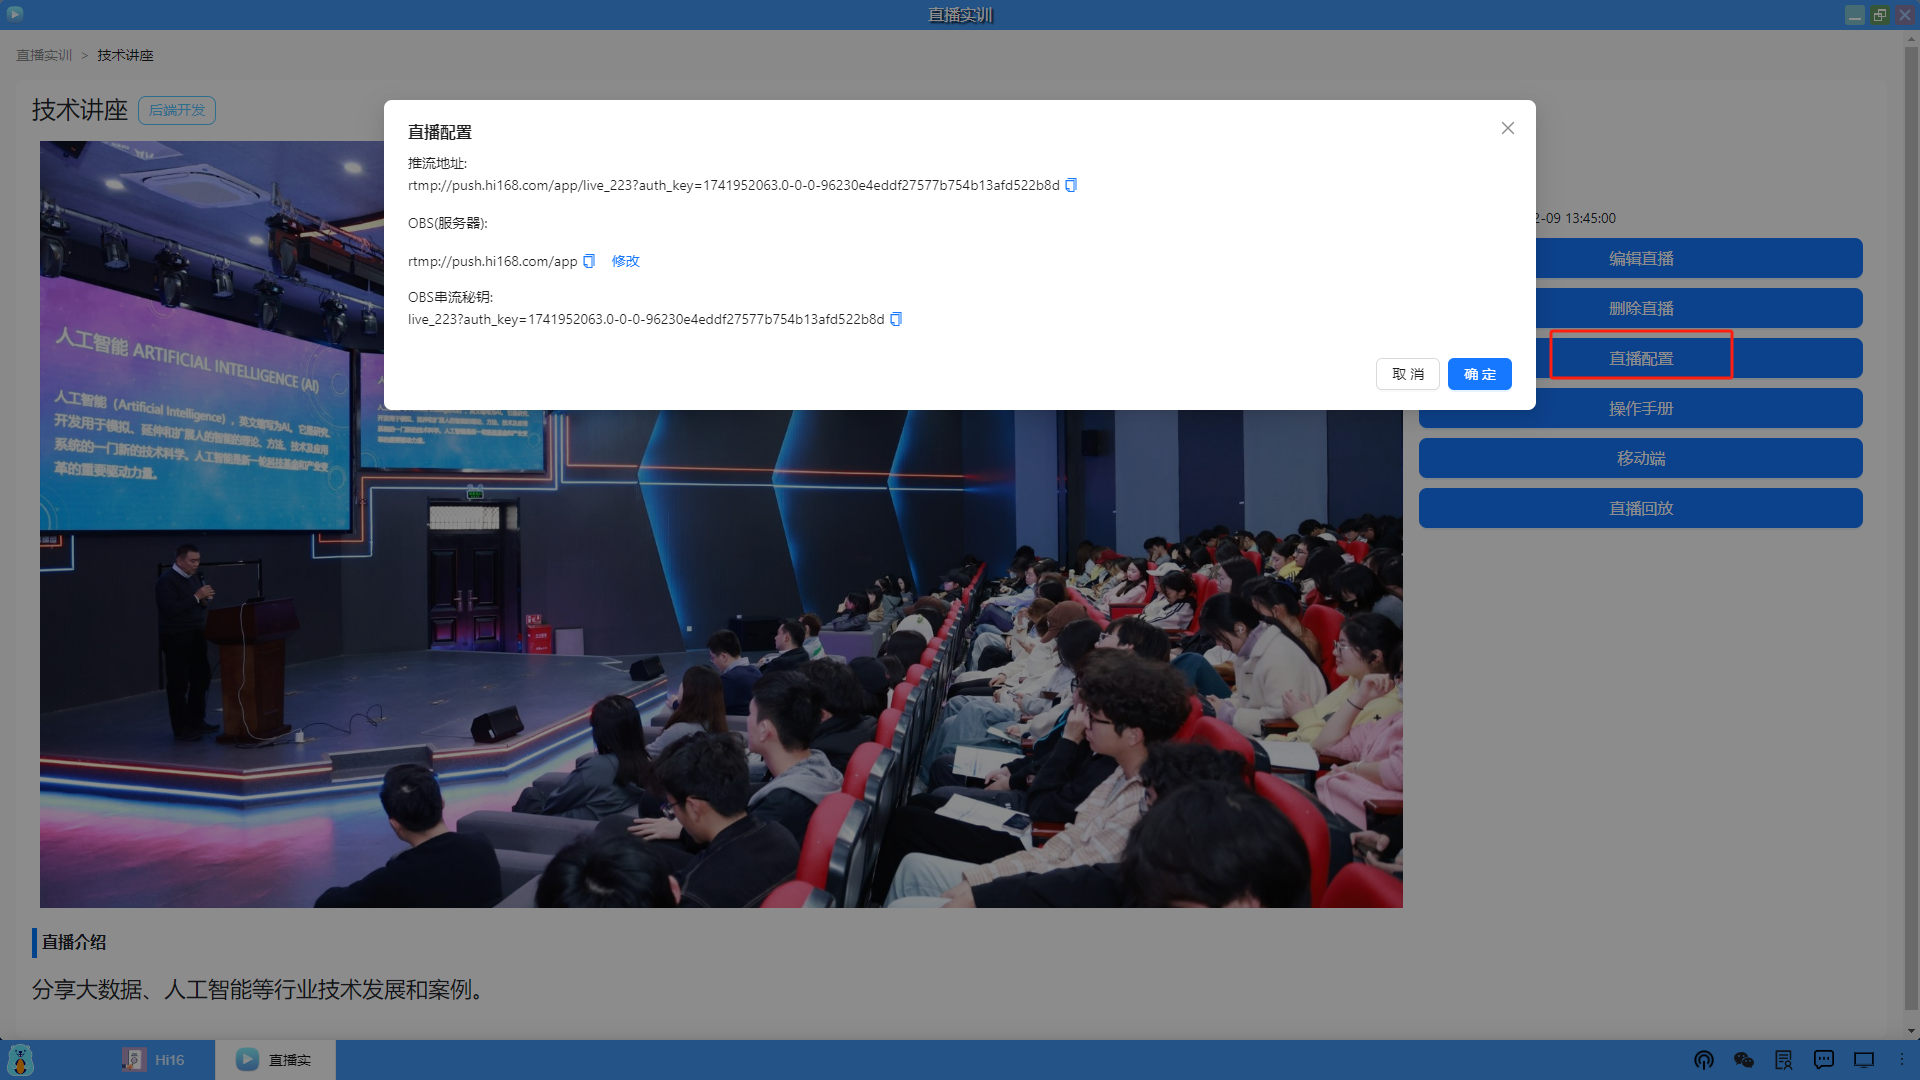 直播实训
直播实训 > 技术讲座
技术讲座 后端开发
直播配置
推流地址:
rtmp://push.hi168.com/app/live_223?auth_key=1741952063.0-0-0-96230e4eddf27577b754b13afd522b8d
OBS(服务器):
rtmp://push.hi168.com/app 修改
OBS串流秘钥:
live_223?auth_key=1741952063.0-0-0-96230e4eddf27577b754b13afd522b8d
取 消 确 定
2-09 13:45:00
编辑直播
删除直播
直播配置
操作手册
移动端
直播回放
人工智能 ARTIFICIAL INTELLIGENCE (AI)
人工智能（Artificial Intelligence），英文缩写为AI。它是研究、
开发用于模拟、延伸和扩展人的智能的理论、方法、技术及应用
系统的一门新的技术科学。人工智能是新一轮科技革命和产业变
革的重要驱动力量。
直播介绍
分享大数据、人工智能等行业技术发展和案例。
Hi16
直播实